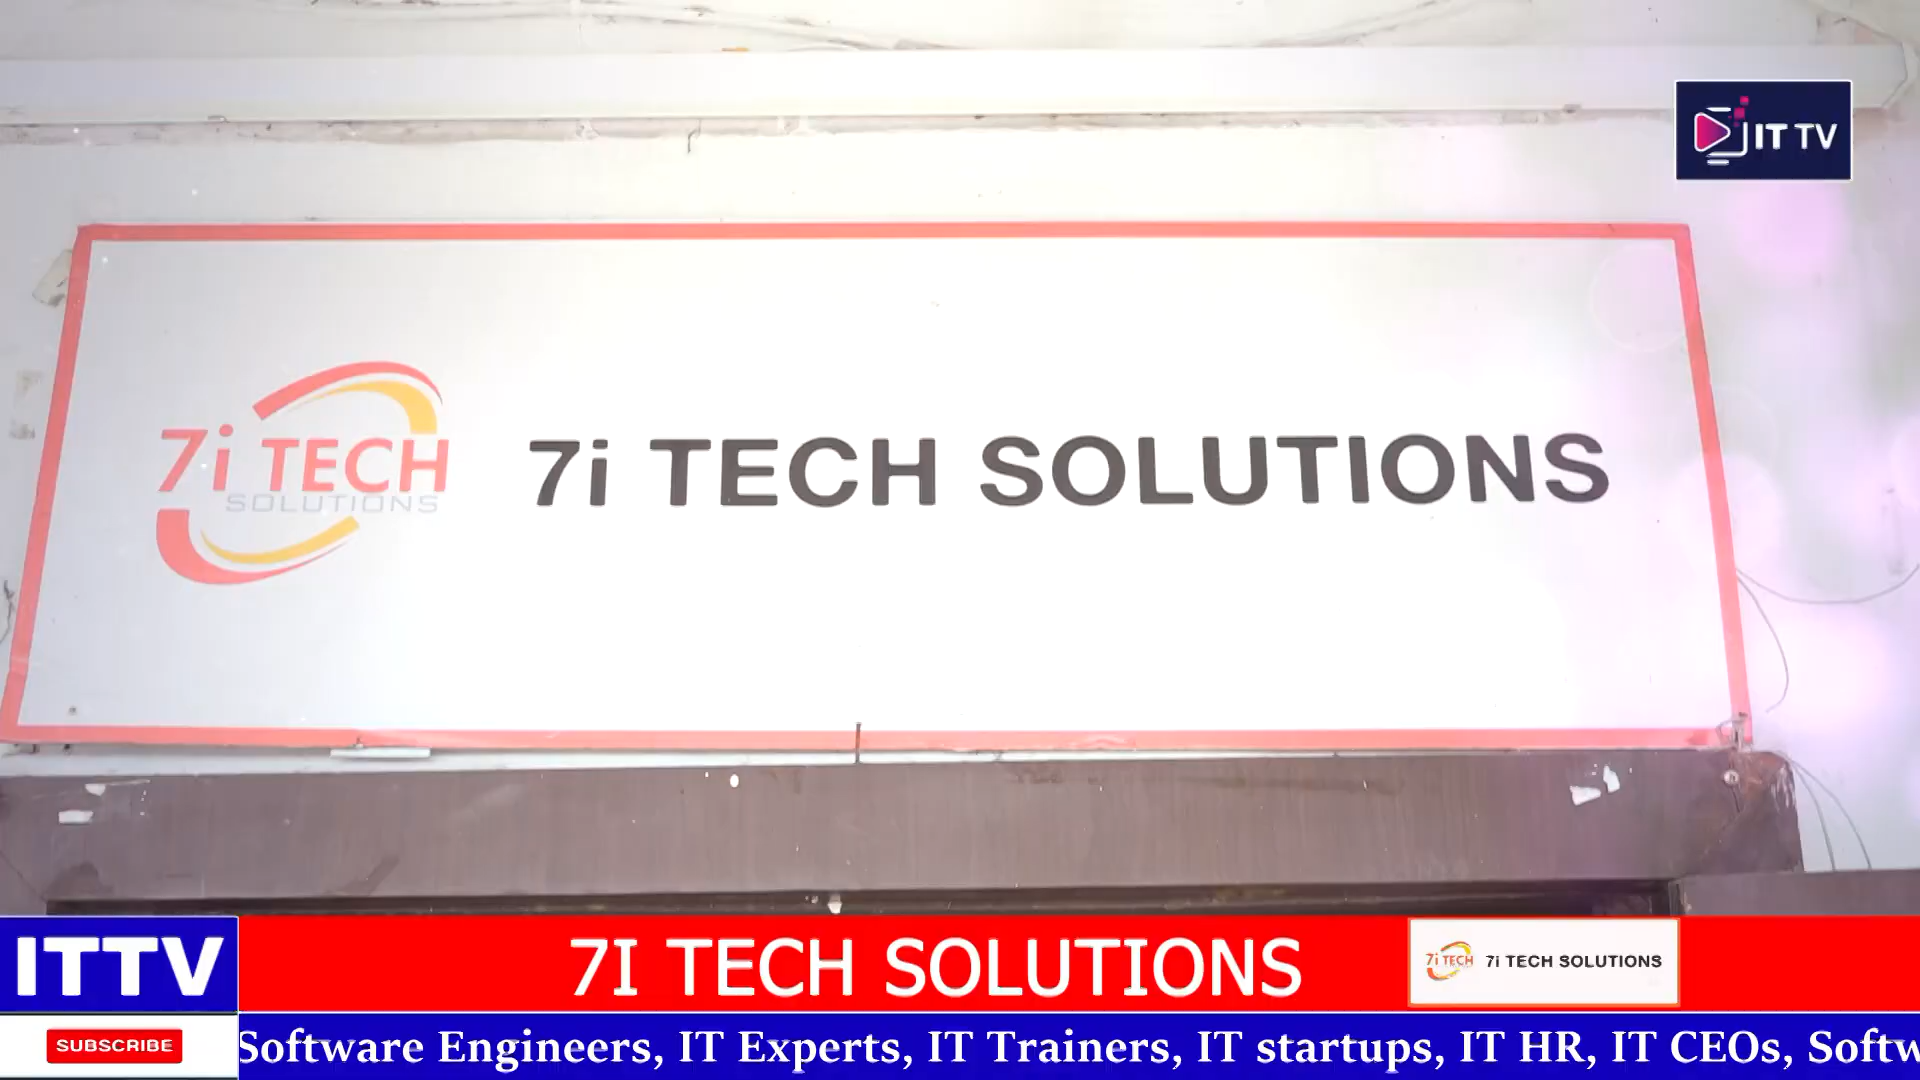 IT TV
7i TECH
SOLUTIONS
7i TECH SOLUTIONS
ITTV
7I TECH SOLUTIONS
7i TECH
7i TECH SOLUTIONS
SUBSCRIBE
Software Engineers, IT Experts, IT Trainers, IT startups, IT HR, IT CEOs, Softw